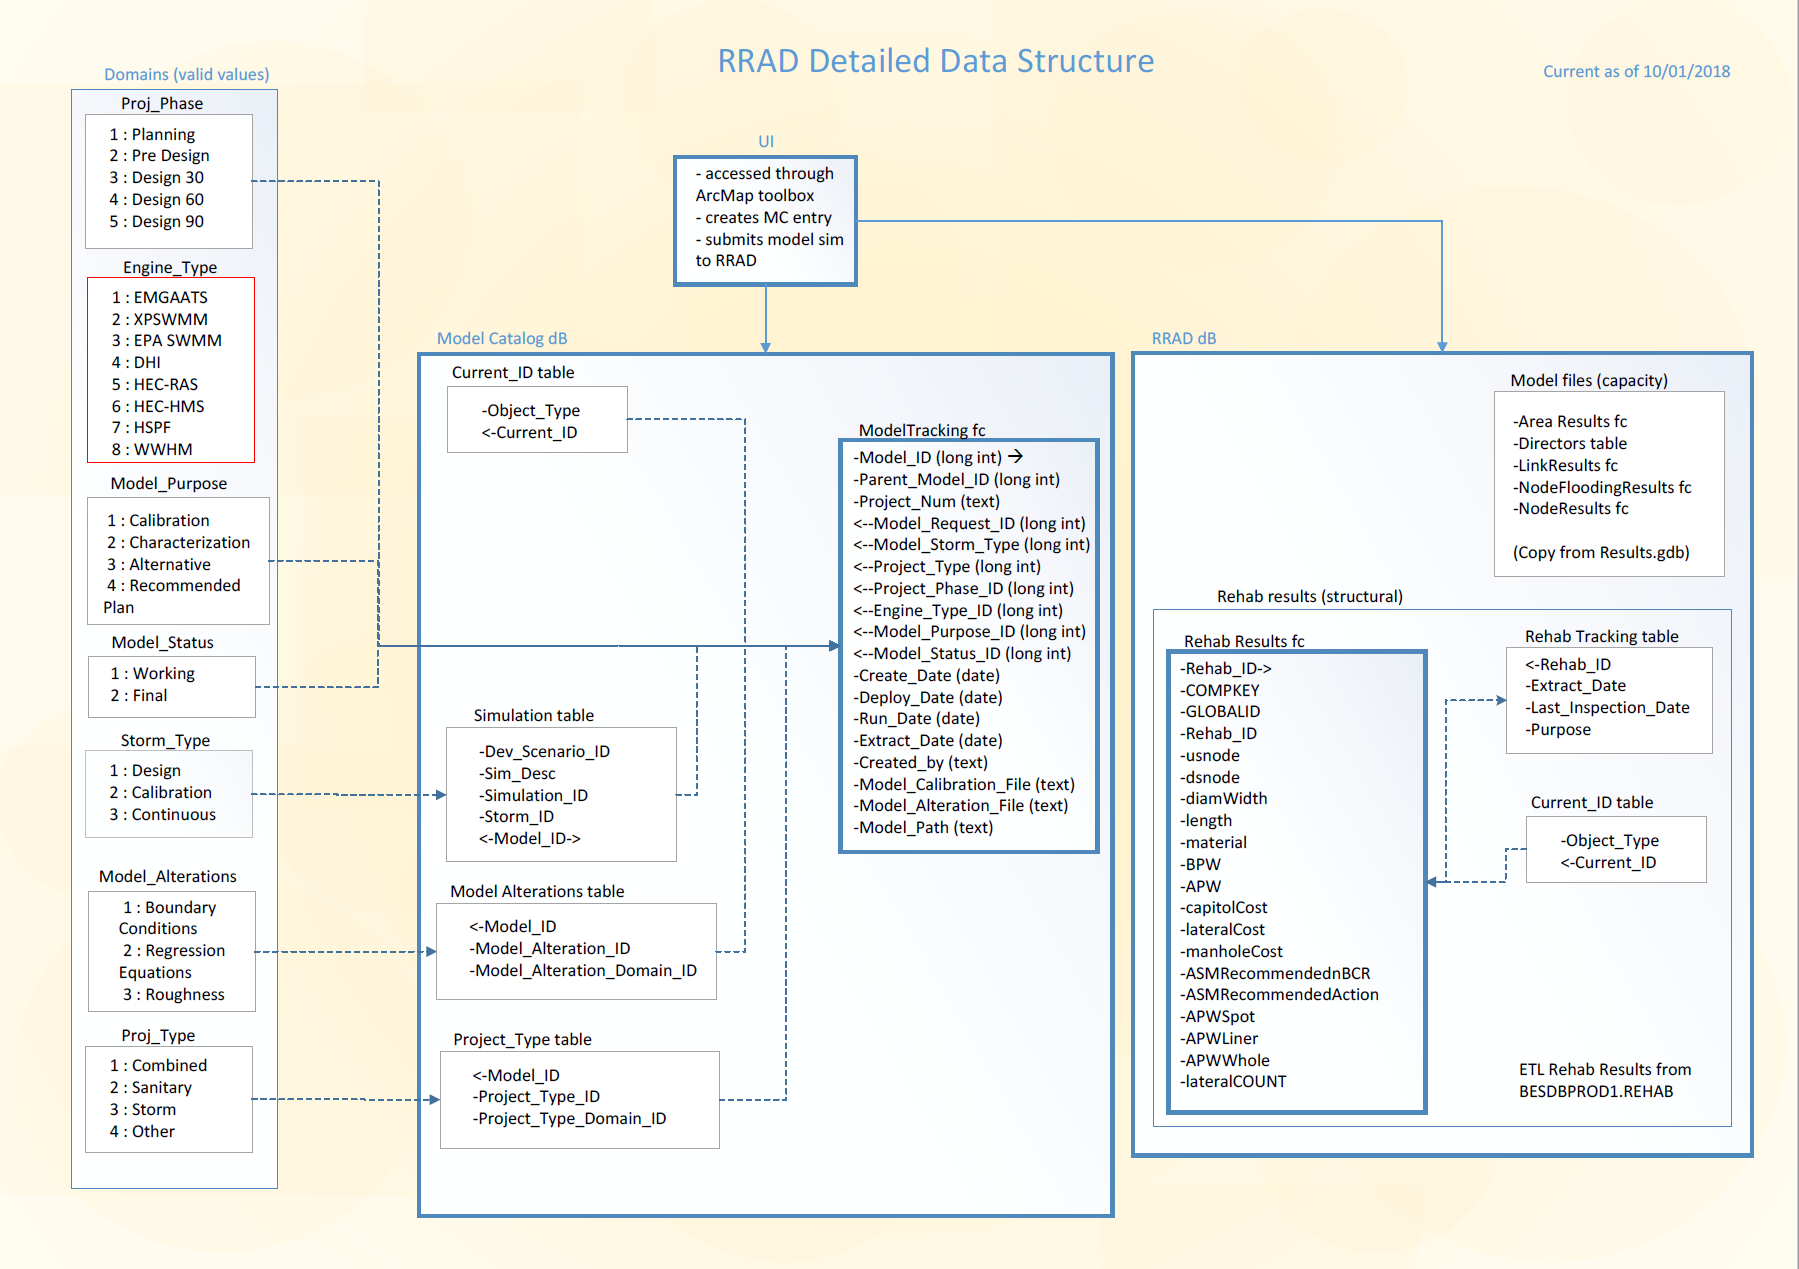 RRAD Detailed Data Structure
Current as of 10/01/2018
Domains (valid values)
Proj_Phase
1 : Planning
2 : Pre Design
3 : Design 30
4 : Design 60
5 : Design 90
Engine_Type
1 : EMGAATS
2 : XPSWMM
3 : EPA SWMM
4 : DHI
5 : HEC-RAS
6 : HEC-HMS
7 : HSPF
8 : WWHM
Model_Purpose
1 : Calibration
2 : Characterization
3 : Alternative
4 : Recommended
Plan
Model_Status
1 : Working
2 : Final
Storm_Type
1 : Design
2 : Calibration
3 : Continuous
Model_Alterations
1 : Boundary
Conditions
2 : Regression
Equations
3 : Roughness
Proj_Type
1 : Combined
2 : Sanitary
3 : Storm
4 : Other
UI
- accessed through
ArcMap toolbox
- creates MC entry
- submits model sim
to RRAD
Model Catalog dB
Current_ID table
-Object_Type
<-Current_ID
Simulation table
-Dev_Scenario_ID
-Sim_Desc
-Simulation_ID
-Storm_ID
<-Model_ID->
Model Alterations table
<-Model_ID
-Model_Alteration_ID
-Model_Alteration_Domain_ID
Project_Type table
<-Model_ID
-Project_Type_ID
-Project_Type_Domain_ID
ModelTracking fc
-Model_ID (long int) →
-Parent_Model_ID (long int)
-Project_Num (text)
<--Model_Request_ID (long int)
<--Model_Storm_Type (long int)
<--Project_Type (long int)
<--Project_Phase_ID (long int)
<--Engine_Type_ID (long int)
<--Model_Purpose_ID (long int)
<--Model_Status_ID (long int)
-Create_Date (date)
-Deploy_Date (date)
-Run_Date (date)
-Extract_Date (date)
-Created_by (text)
-Model_Calibration_File (text)
-Model_Alteration_File (text)
-Model_Path (text)
RRAD dB
Model files (capacity)
-Area Results fc
-Directors table
-LinkResults fc
-NodeFloodingResults fc
-NodeResults fc
(Copy from Results.gdb)
Rehab results (structural)
Rehab Results fc
-Rehab_ID->
-COMPKEY
-GLOBALID
-Rehab_ID
-usnode
-dsnode
-diamWidth
-length
-material
-BPW
-APW
-capitolCost
-lateralCost
-manholeCost
-ASMRecommendednBCR
-ASMRecommendedAction
-APWSpot
-APWLiner
-APWWhole
-lateralCOUNT
Rehab Tracking table
<-Rehab_ID
-Extract_Date
-Last_Inspection_Date
-Purpose
Current_ID table
-Object_Type
<-Current_ID
ETL Rehab Results from
BESDBPROD1.REHAB